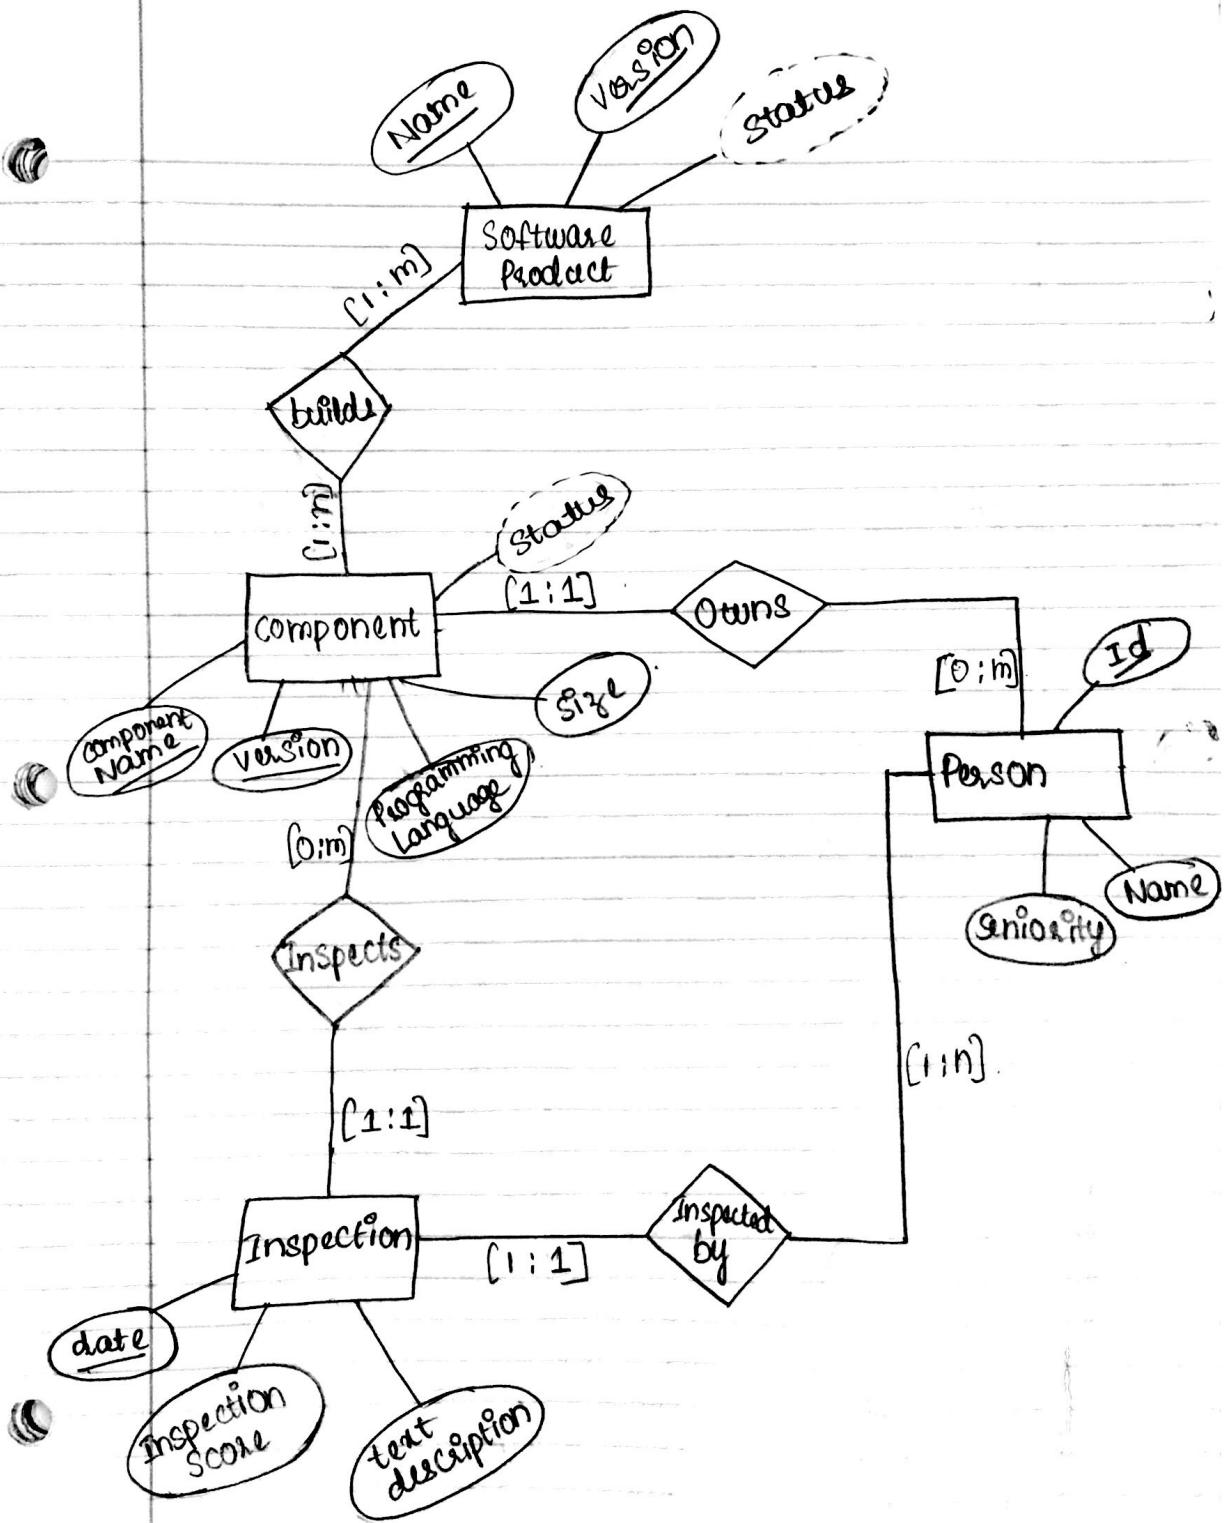 Name
Version
Status
Software
Product
[1:m]
builds
[1:n]
Status
Component
[1:1]
Owns
[0:m]
Id
Component
Name
Version
Size
Programming
Language
Person
Seniority
Name
[0:m]
Inspects
[1:1]
[1:n]
Inspection
[1:1]
Inspected
by
date
Inspection
Score
text
description